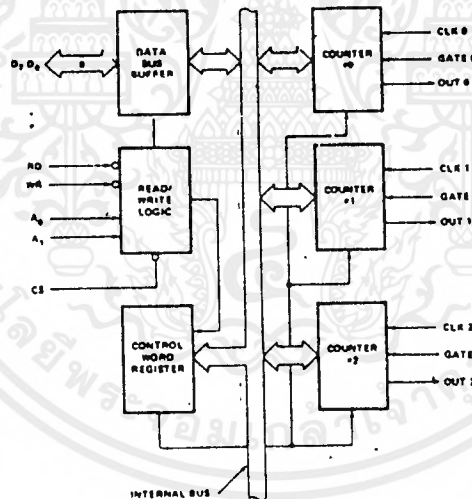 D7 D0
8
DATA
BUS
BUFFER
COUNTER
#0
CLK 0
GATE 0
OUT 0
RD
WR
A0
A1
CS
READ/
WRITE
LOGIC
COUNTER
#1
CLK 1
GATE
OUT 1
CONTROL
WORD
REGISTER
COUNTER
#2
CLK 2
GATE
OUT 2
INTERNAL BUS